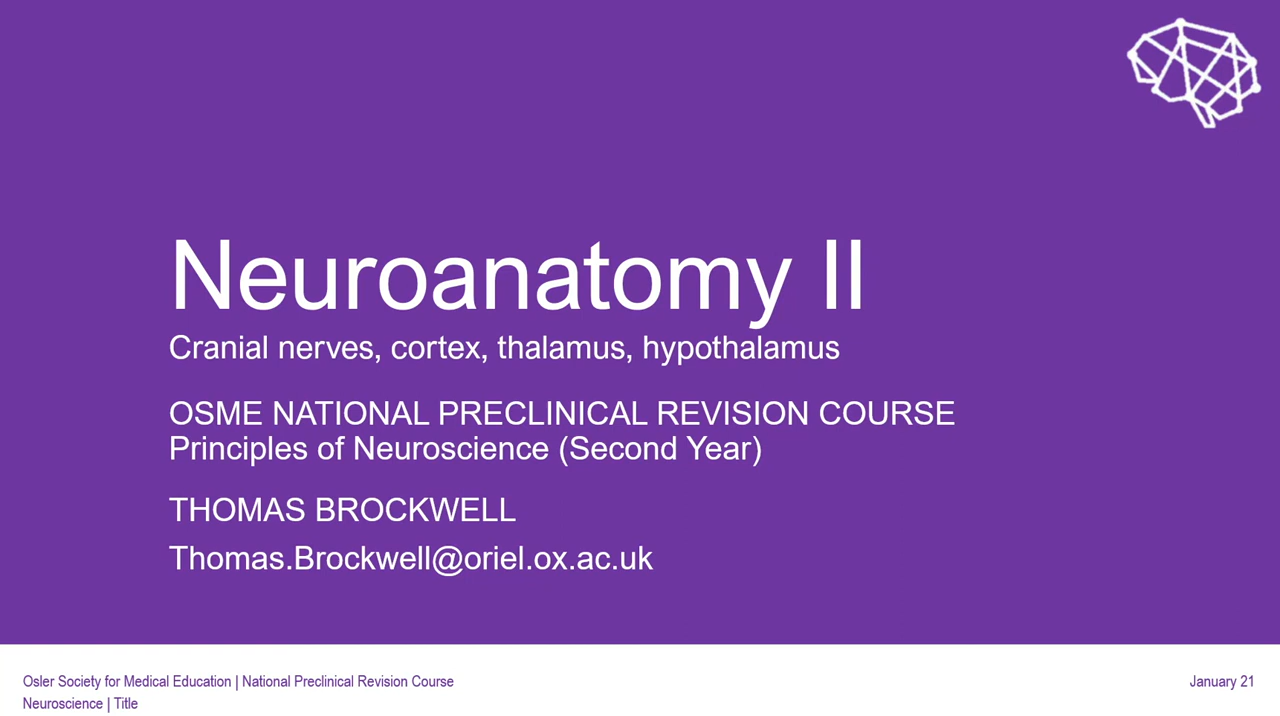 Neuroanatomy II
Cranial nerves, cortex, thalamus, hypothalamus
OSME NATIONAL PRECLINICAL REVISION COURSE
Principles of Neuroscience (Second Year)
THOMAS BROCKWELL
Thomas.Brockwell@oriel.ox.ac.uk
Osler Society for Medical Education | National Preclinical Revision Course
Neuroscience | Title
January 21